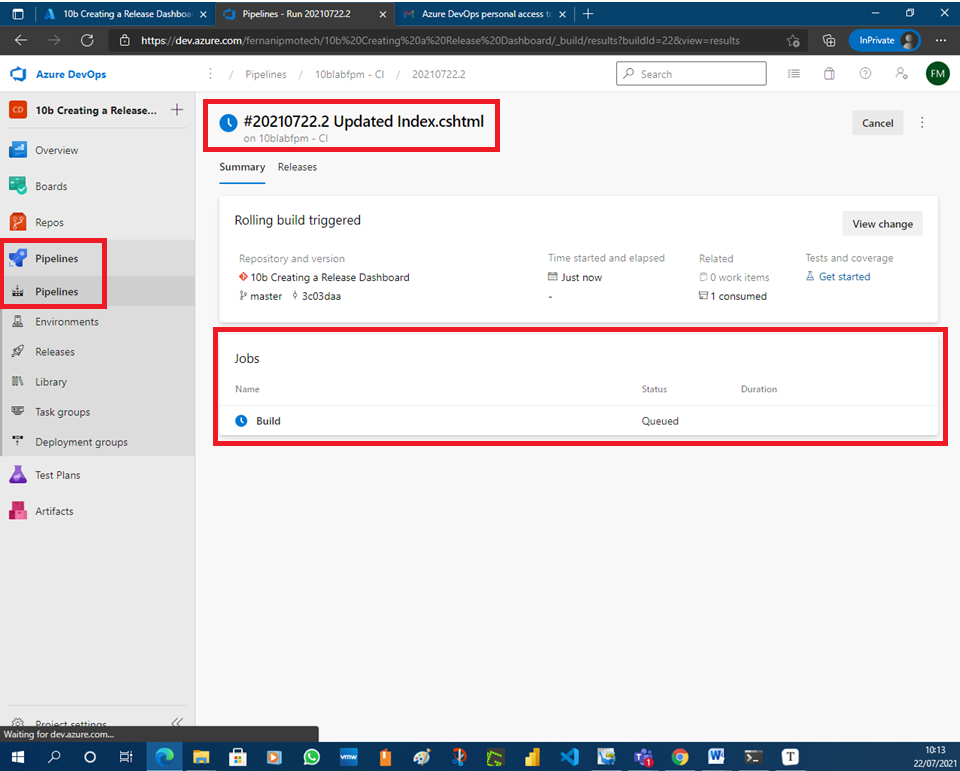 10b Creating a Release Dashboa
Pipelines - Run 20210722.2
Azure DevOps personal access to
https://dev.azure.com/fernanipmotech/10b%20Creating%20a%20Release%20Dashboard/_build/results?buildId=22&view=results
InPrivate
Azure DevOps
/ Pipelines / 10blabfpm - CI / 20210722.2
Search
FM
CD
10b Creating a Release...
Overview
Boards
Repos
Pipelines
Pipelines
Environments
Releases
Library
Task groups
Deployment groups
Test Plans
Artifacts
Project settings
#20210722.2 Updated Index.cshtml
on 10blabfpm - CI
Cancel
Summary Releases
Rolling build triggered
View change
Repository and version
10b Creating a Release Dashboard
master 3c03daa
Time started and elapsed
Just now
-
Related
0 work items
1 consumed
Tests and coverage
Get started
Jobs
Name Status Duration
Build Queued
Waiting for dev.azure.com...
vmw
1
W
T
10:13
22/07/2021